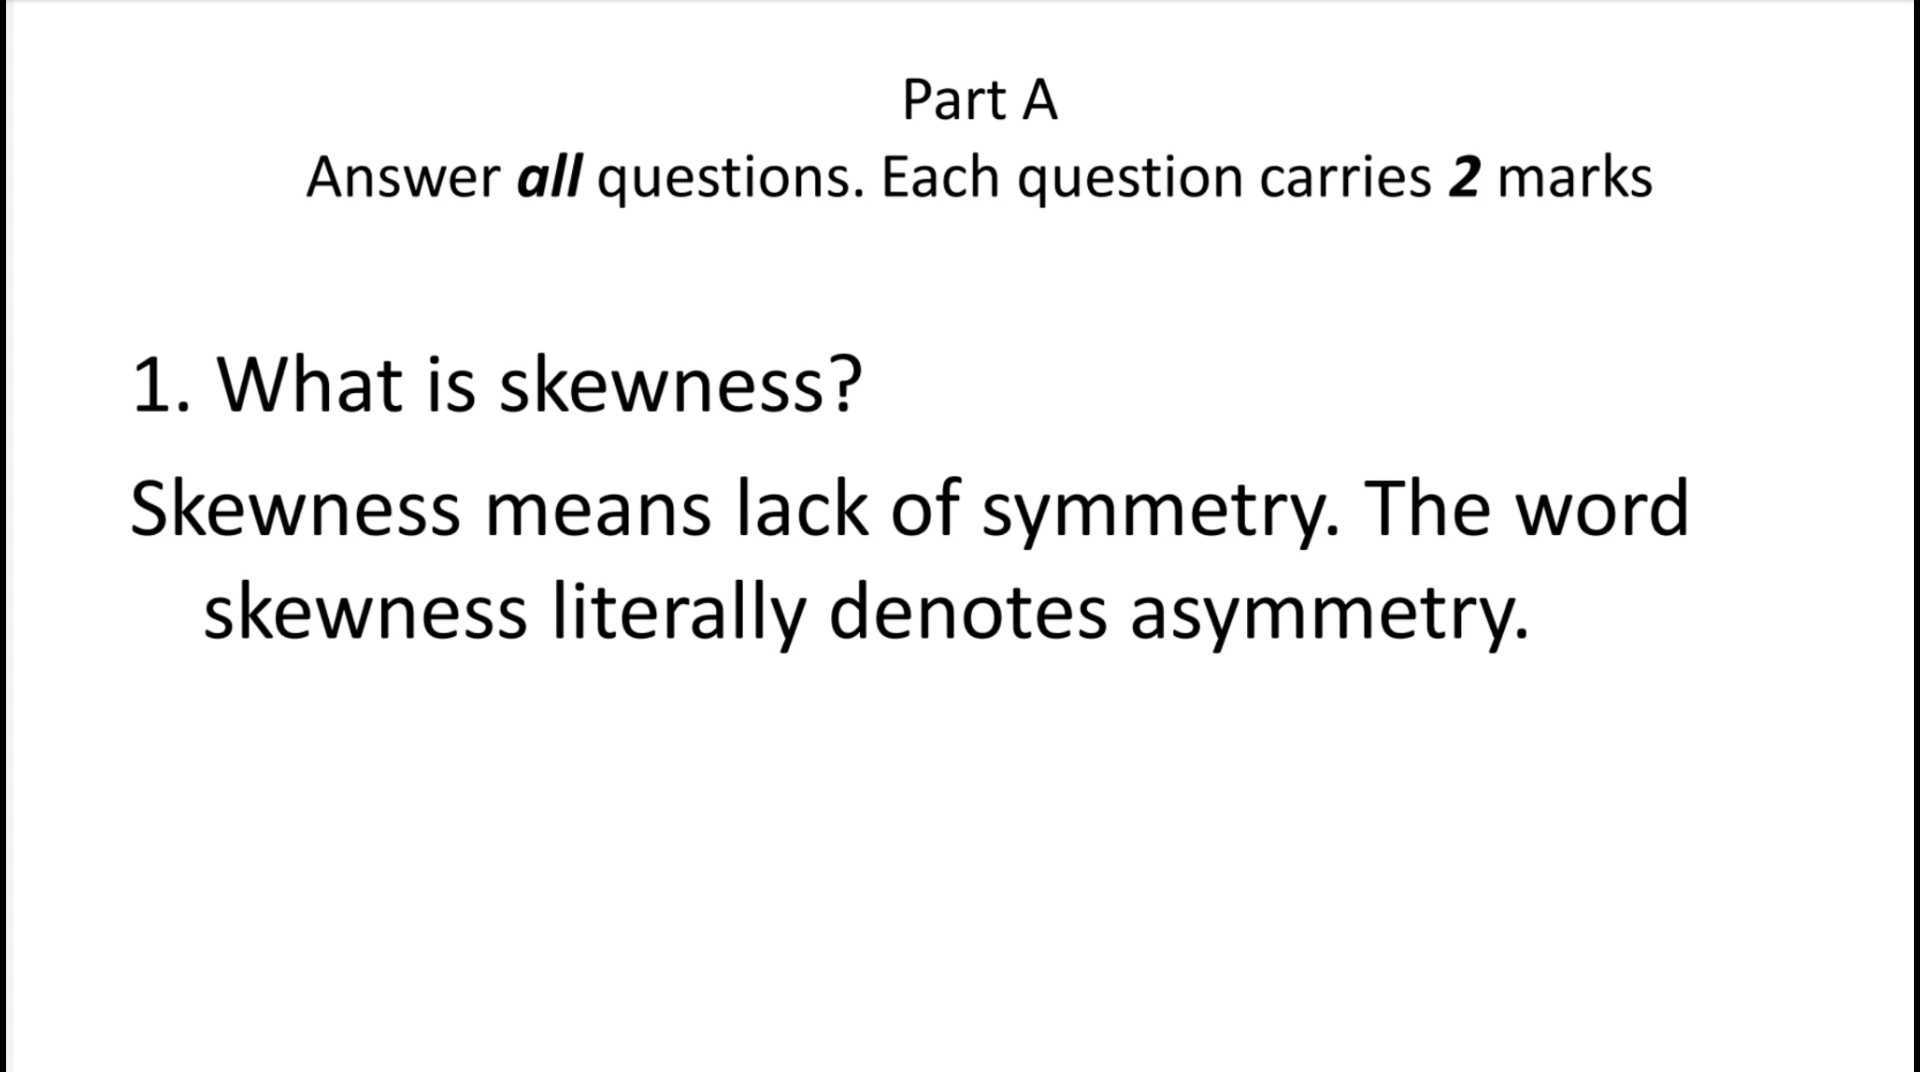 Part A
Answer all questions. Each question carries 2 marks
1. What is skewness?
Skewness means lack of symmetry. The word
skewness literally denotes asymmetry.